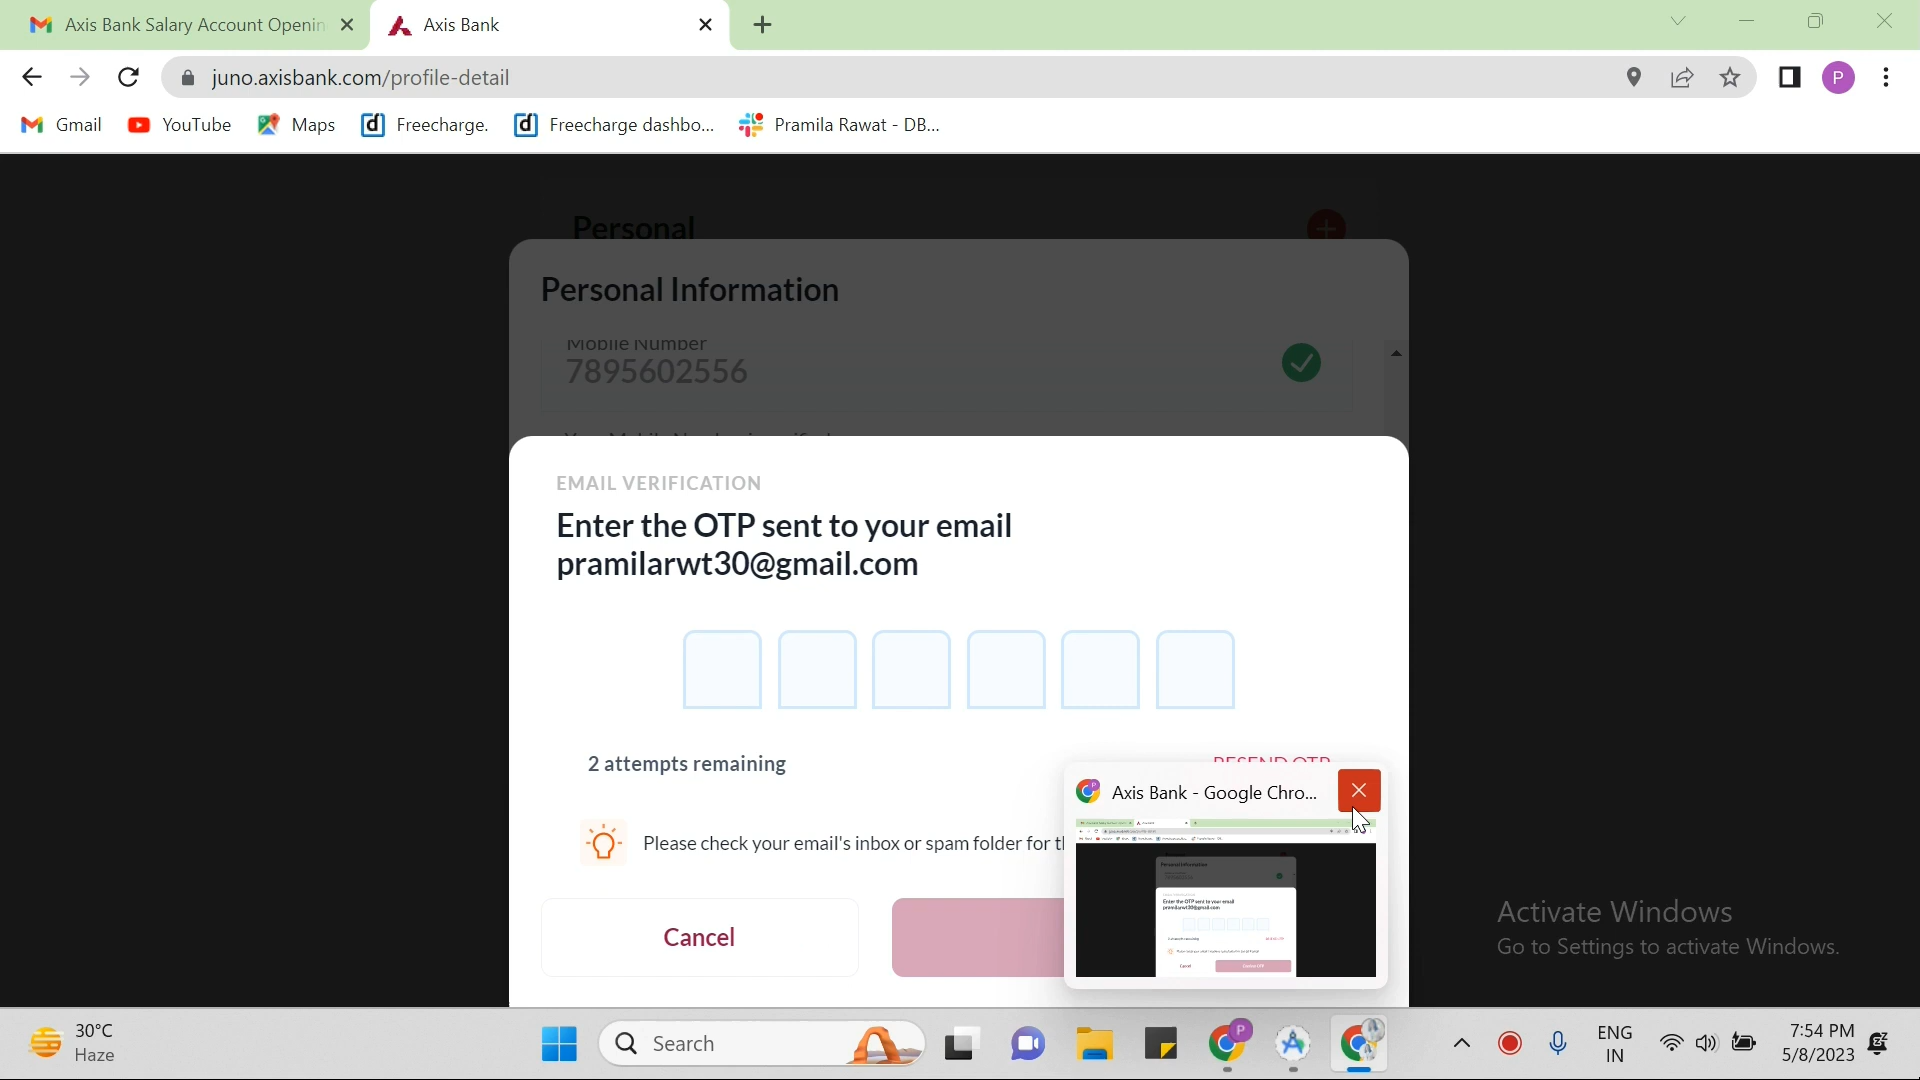 Axis Bank Salary Account Openin
Axis Bank
juno.axisbank.com/profile-detail
P
Gmail
YouTube
Maps
Freecharge.
Freecharge dashbo...
Pramila Rawat - DB...
Personal
Personal Information
Mobile Number
7895602556
EMAIL VERIFICATION
Enter the OTP sent to your email
pramilarwt30@gmail.com
2 attempts remaining
RESEND OTP
Axis Bank - Google Chro...
Please check your email's inbox or spam folder for th
Cancel
Activate Windows
Go to Settings to activate Windows.
30°C
Haze
Search
P
ENG
IN
7:54 PM
5/8/2023